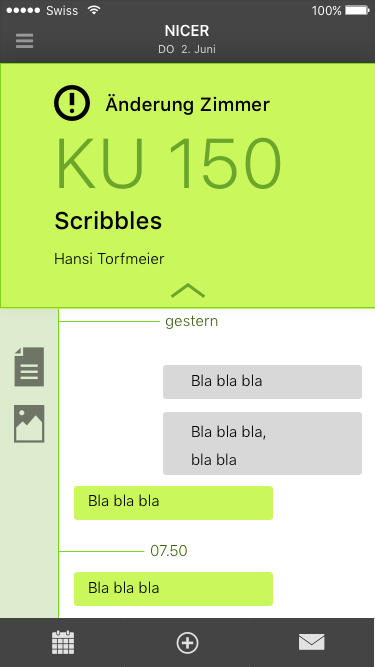 Swiss 100%
NICER
DO 2. Juni
Änderung Zimmer
KU 150
Scribbles
Hansi Torfmeier
gestern
Bla bla bla
Bla bla bla,
bla bla
Bla bla bla
07.50
Bla bla bla